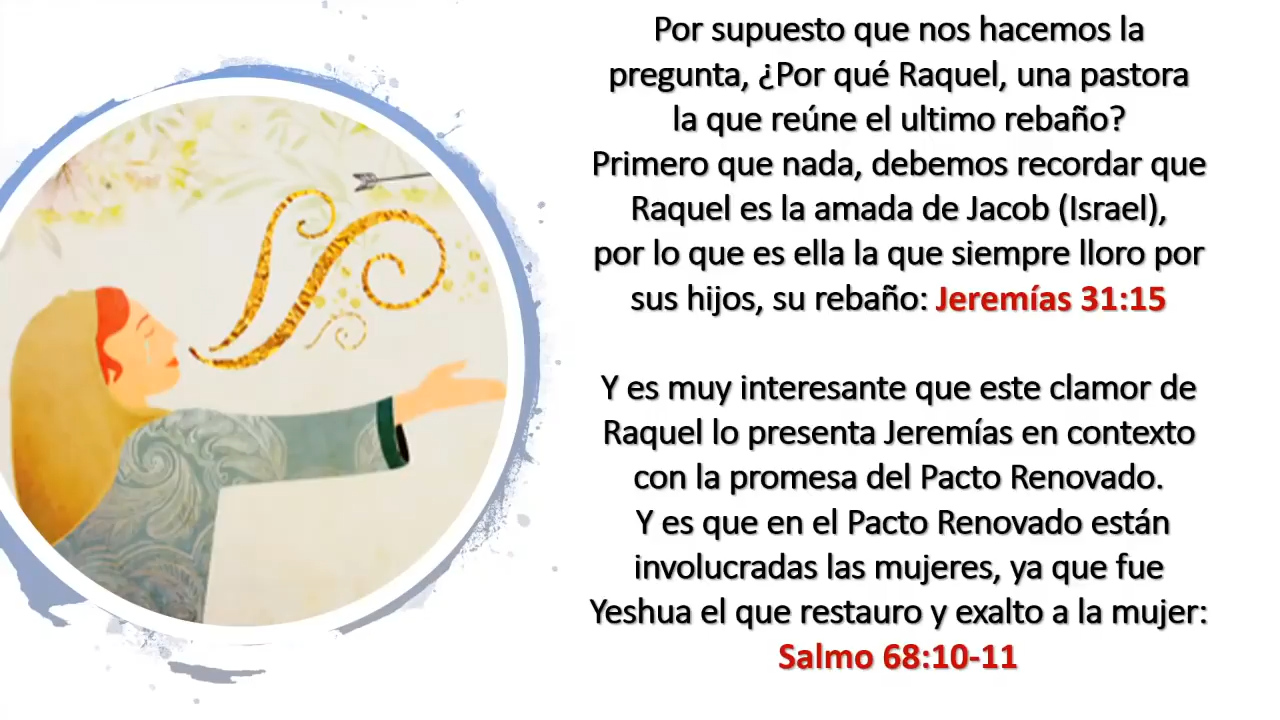 Por supuesto que nos hacemos la
pregunta, ¿Por qué Raquel, una pastora
la que reúne el ultimo rebaño?
Primero que nada, debemos recordar que
Raquel es la amada de Jacob (Israel),
por lo que es ella la que siempre lloro por
sus hijos, su rebaño: Jeremías 31:15
Y es muy interesante que este clamor de
Raquel lo presenta Jeremías en contexto
con la promesa del Pacto Renovado.
Y es que en el Pacto Renovado están
involucradas las mujeres, ya que fue
Yeshua el que restauro y exalto a la mujer:
Salmo 68:10-11